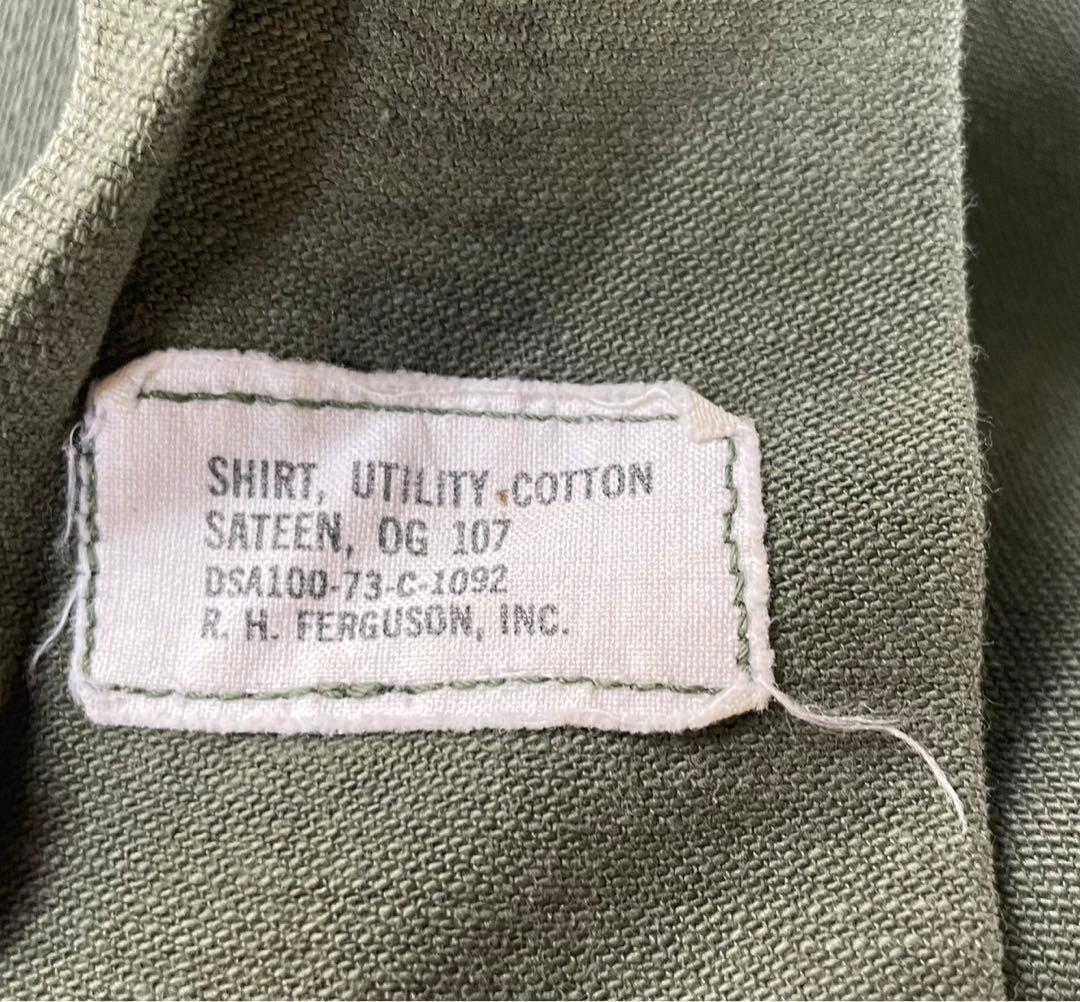 SHIRT, UTILITY, COTTON
SATEEN, OG 107
DSA100-73-C-1092
R. H. FERGUSON, INC.